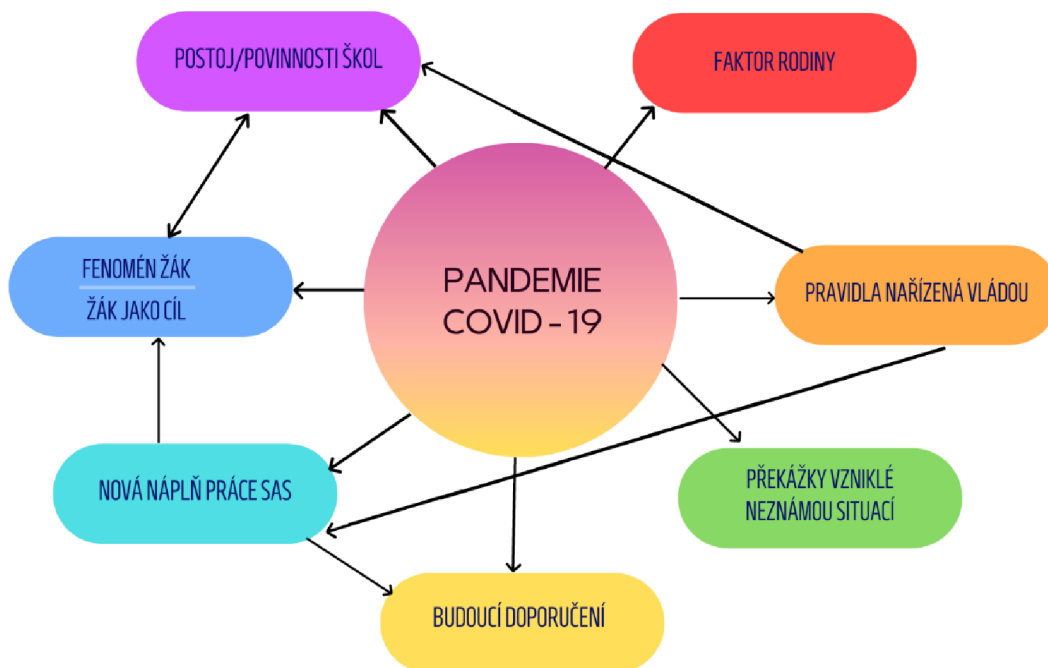 POSTOJ/POVINNOSTI ŠKOL
FAKTOR RODINY
FENOMÉN ŽÁK
ŽÁK JAKO CÍL
PANDEMIE
COVID - 19
PRAVIDLA NAŘÍZENÁ VLÁDOU
NOVÁ NÁPLŇ PRÁCE SAS
PŘEKÁŽKY VZNIKLÉ
NEZNÁMOU SITUACÍ
BUDOUCÍ DOPORUČENÍ